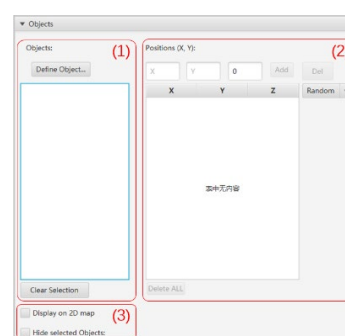 ▼ Objects
Objects:
(1)
Define Object...
Clear Selection
Positions (X, Y):
(2
X Y 0 Add Del
X Y Z Random
表中无内容
Delete ALL
Display on 2D map
(3)
Hide selected Objects: